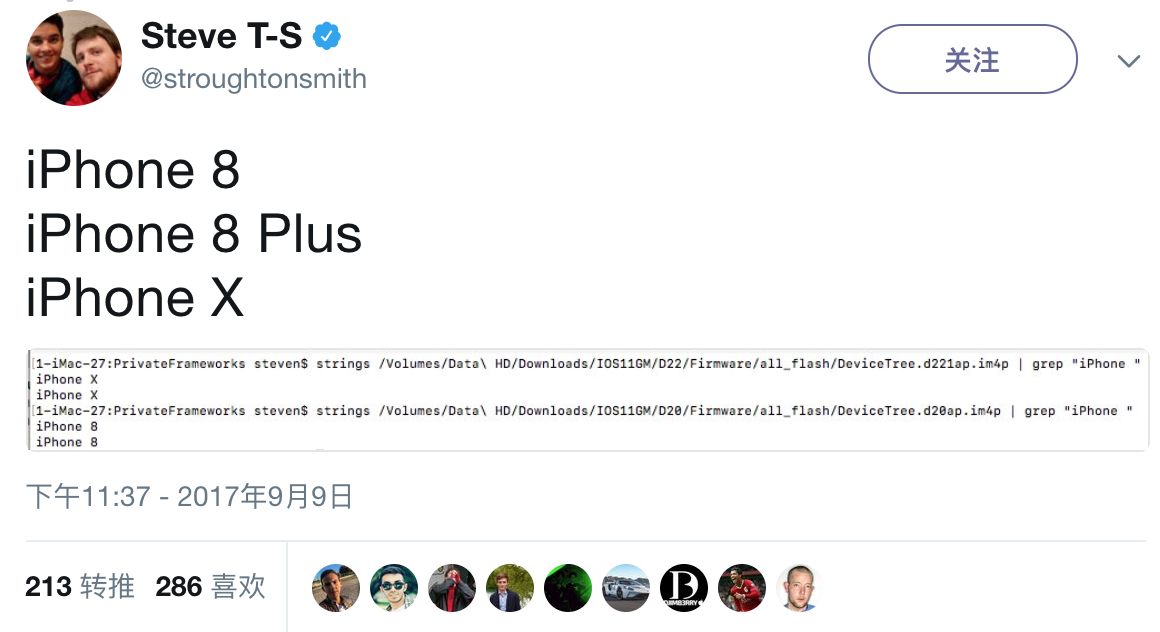 Steve T-S
@stroughtonsmith
关注
iPhone 8
iPhone 8 Plus
iPhone X
[1-iMac-27:PrivateFrameworks steven$ strings /Volumes/Data\ HD/Downloads/IOS11GM/D22/Firmware/all_flash/DeviceTree.d221ap.im4p | grep "iPhone "
iPhone X
iPhone X
[1-iMac-27:PrivateFrameworks steven$ strings /Volumes/Data\ HD/Downloads/IOS11GM/D20/Firmware/all_flash/DeviceTree.d20ap.im4p | grep "iPhone "
iPhone 8
iPhone 8
下午11:37 - 2017年9月9日
213 转推 286 喜欢